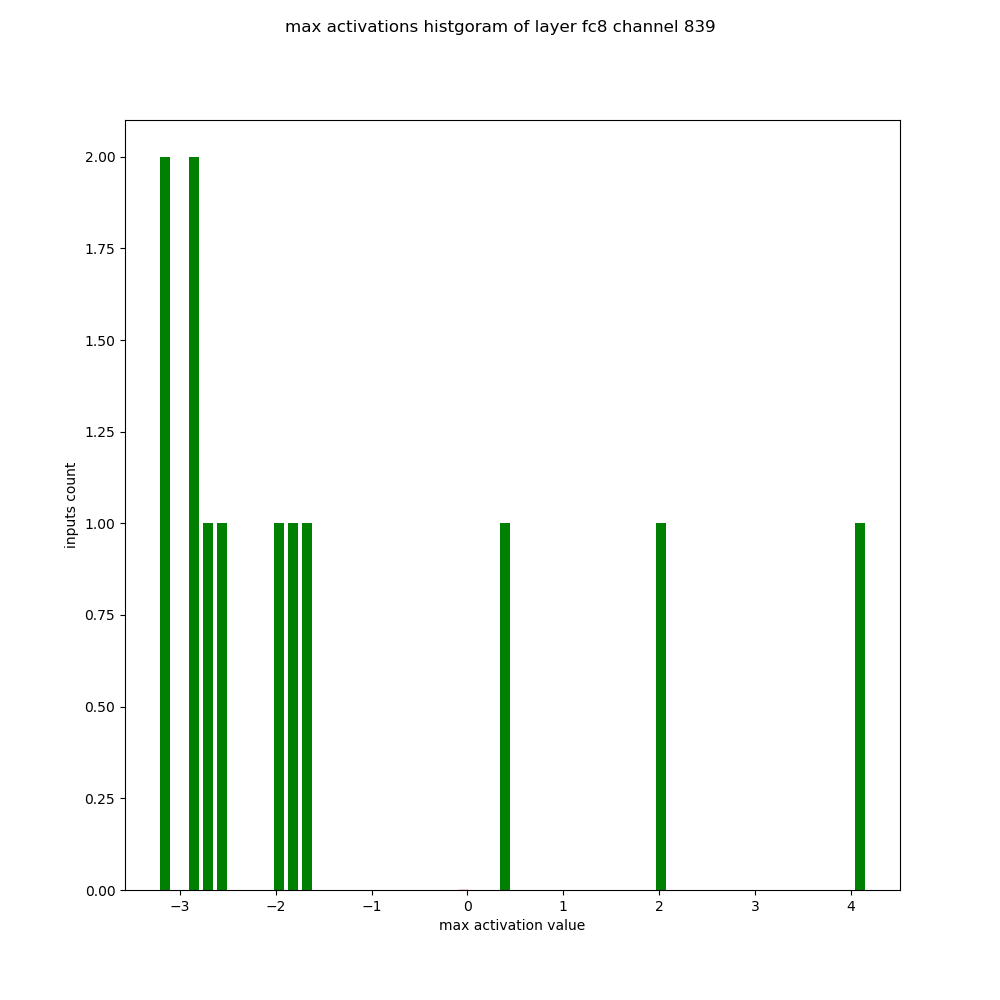 max activations histgoram of layer fc8 channel 839
2.00
1.75
1.50
1.25
1.00
0.75
0.50
0.25
0.00
inputs count
−3 −2 −1 0 1 2 3 4
max activation value